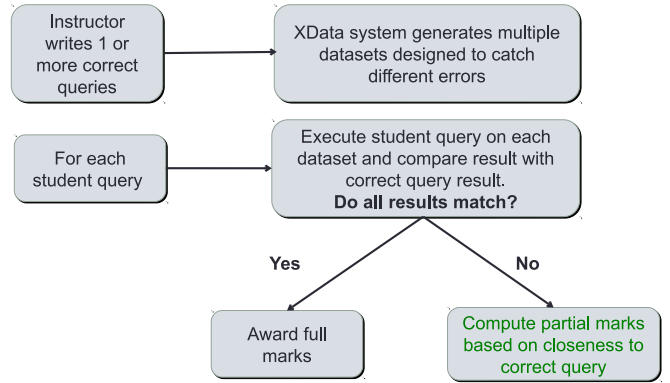 Instructor
writes 1 or
more correct
queries
XData system generates multiple
datasets designed to catch
different errors
For each
student query
Execute student query on each
dataset and compare result with
correct query result.
Do all results match?
Yes
No
Award full
marks
Compute partial marks
based on closeness to
correct query